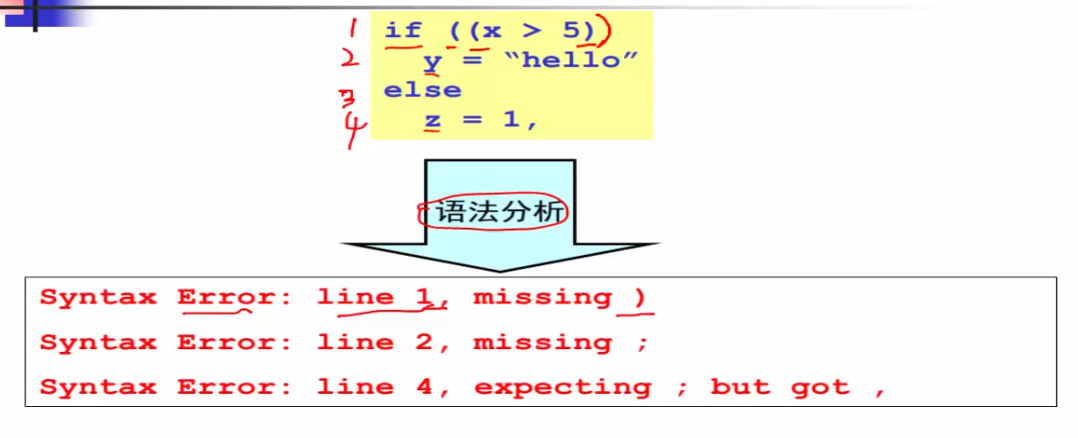 1 if ((x > 5))
2 y = “hello”
3 else
4 z = 1,
语法分析
Syntax Error: line 1, missing )
Syntax Error: line 2, missing ;
Syntax Error: line 4, expecting ; but got ,